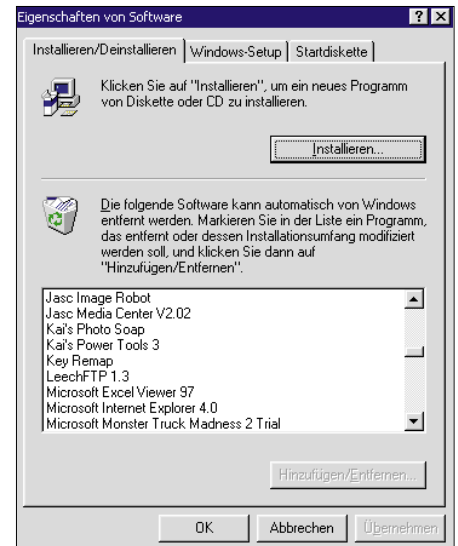 Eigenschaften von Software
Installieren/Deinstallieren
Windows-Setup
Startdiskette
Klicken Sie auf "Installieren", um ein neues Programm
von Diskette oder CD zu installieren.
Installieren...
Die folgende Software kann automatisch von Windows
entfernt werden. Markieren Sie in der Liste ein Programm,
das entfernt oder dessen Installationsumfang modifiziert
werden soll, und klicken Sie dann auf
"Hinzufügen/Entfernen".
Jasc Image Robot
Jasc Media Center V2.02
Kai's Photo Soap
Kai's Power Tools 3
Key Remap
LeechFTP 1.3
Microsoft Excel Viewer 97
Microsoft Internet Explorer 4.0
Microsoft Monster Truck Madness 2 Trial
Hinzufügen/Entfernen...
OK
Abbrechen
Übernehmen